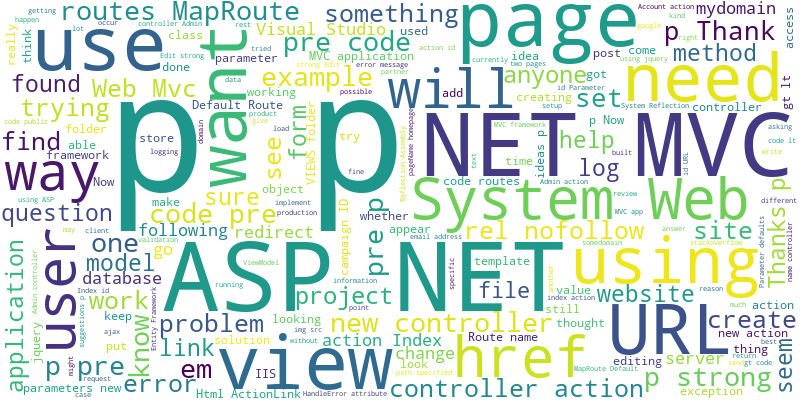 routes MapRoute
Visual Studio
something
page
mydomain
p Thank
use
want
pre code
example
will
need
method
access
found
Web Mvc
anyone
set
trying
Default Route
find
way
p p
NET MVC
see
form
help
log
sure
System Web
question
code pre
following
redirect
pre p
rel nofollow
site
Thanks p
one
model
user
ASP NET
using
database
project
file
template
website
application
work
know
problem
new controller
URL
create
link
view
href
action Index
change
seem
p pre
em
error
Html ActionLink
IIS
controller action
p strong
server
parameters new
Route name
exception
new action
thing
editing
action
value
still
thought
looking
look
solution
campaign ID
VIEWS folder
HandleError attribute
Entity Framework
jquery
put
keep
go
make
store
able
folder
framework
Now
really
think
class
parameter
MVC application
used
idea
post
come
got
add
creating
controller
working
done
tried
try
time
ideas p
p Now
code routes
object
whether
appear
email address
Admin action
Reflection Assembly
System Reflection
pageName homepage
MVC framework
Account action
using jquery
id Parameter
two pages
error message
action id
controller Admin
Edit strong
code public
using ASP
Admin controller
Index id
suggestions p
ViewModel
validation
production
implement
information
running
without
img src
path specified
index action
somedomain
stackoverflow
Parameter defaults
name controller
MapRoute Default
MVC app
id URL
code lt
gt lt
gt code
setup
built
google
right
currently
possible
partner
product
data
give
load
domain
logging
fine
text
review
answer
write
asking
different
reason
much
best
return
send
specific
point
another
client
ajax
request
might
case
may
getting
happen
occur
lot
rest
kind